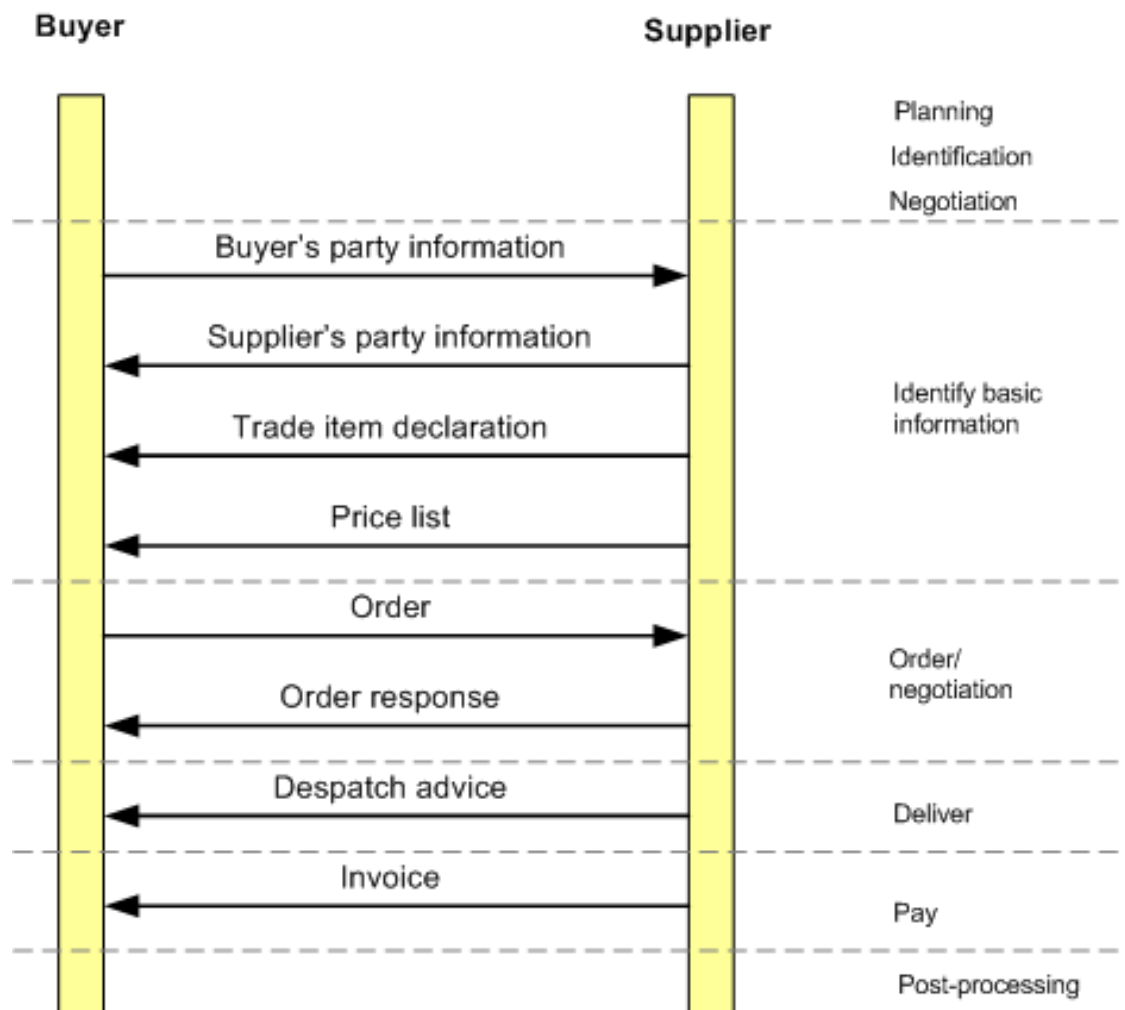 Buyer
Supplier
Planning
Identification
Negotiation
Buyer's party information
Supplier's party information
Trade item declaration
Price list
Identify basic
information
Order
Order response
Order/
negotiation
Despatch advice
Deliver
Invoice
Pay
Post-processing